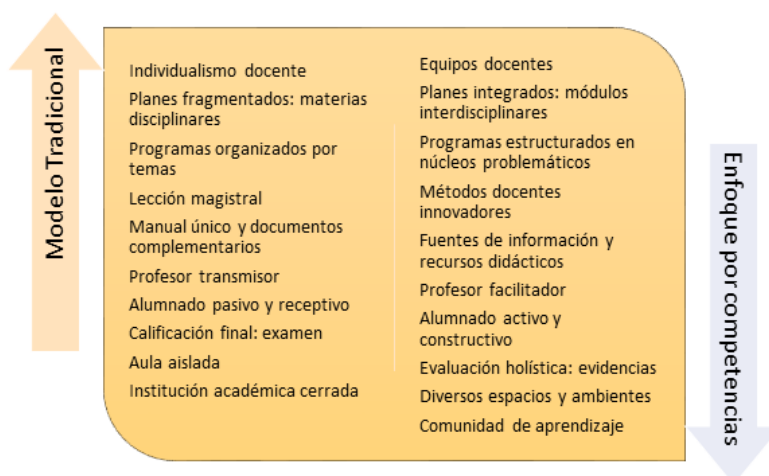 Modelo Tradicional
Individualismo docente
Planes fragmentados: materias
disciplinares
Programas organizados por
temas
Lección magistral
Manual único y documentos
complementarios
Profesor transmisor
Alumnado pasivo y receptivo
Calificación final: examen
Aula aislada
Institución académica cerrada
Equipos docentes
Planes integrados: módulos
interdisciplinares
Programas estructurados en
núcleos problemáticos
Métodos docentes
innovadores
Fuentes de información y
recursos didácticos
Profesor facilitador
Alumnado activo y
constructivo
Evaluación holística: evidencias
Diversos espacios y ambientes
Comunidad de aprendizaje
Enfoque por competencias